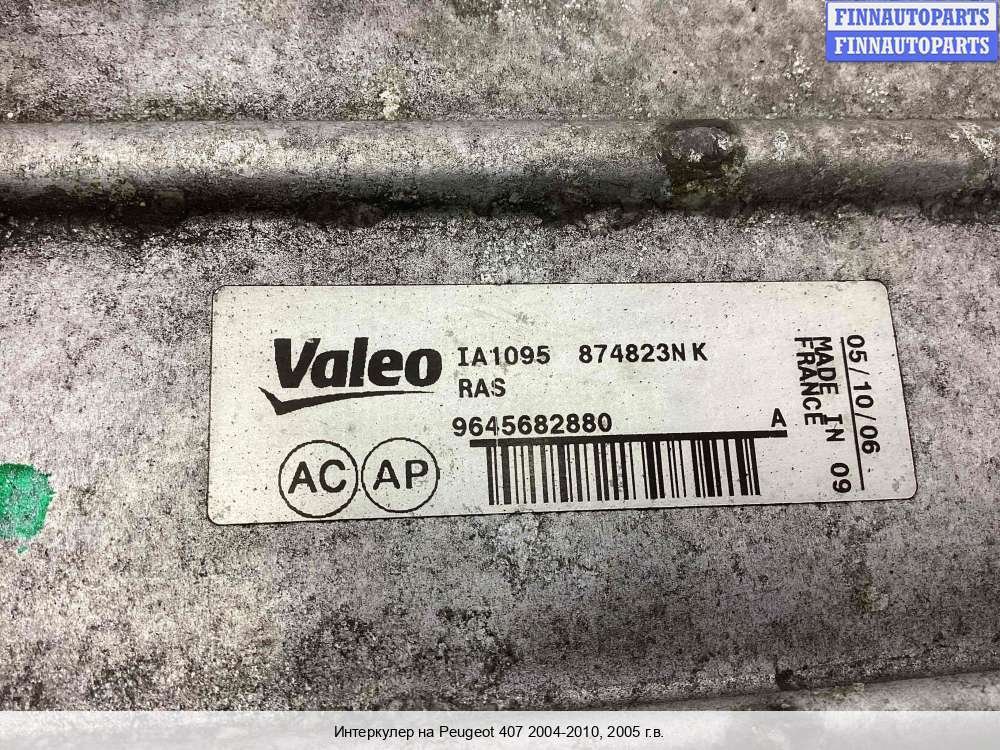 FINNAUTOPARTS
FINNAUTOPARTS
Valeo IA1095 874823NK
RAS
9645682880 A
AC AP
05/10/06
MADE IN 09
FRANCE
Интеркулер на Peugeot 407 2004-2010, 2005 г.в.